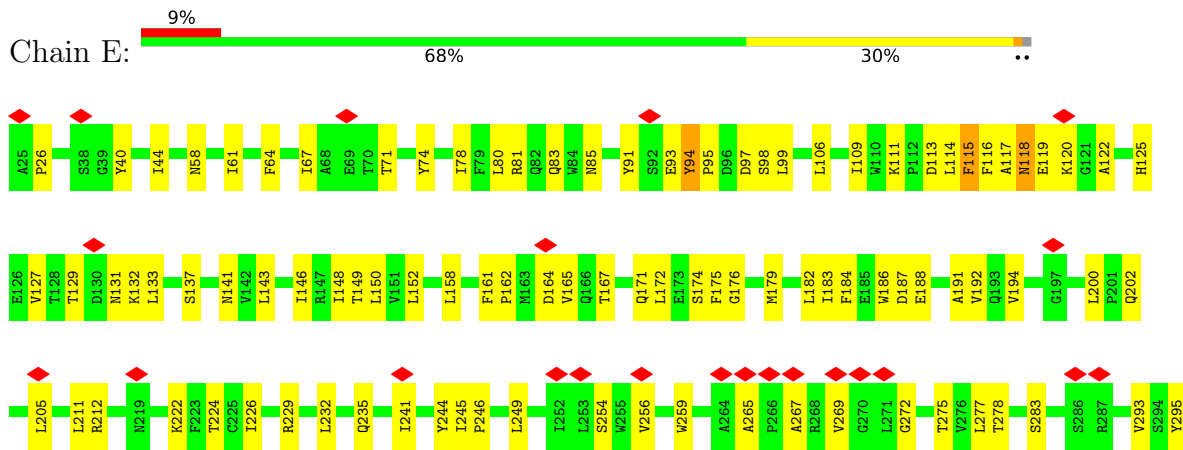 9%
Chain E:
68% 30% ••
A25 P26 S38 G39 Y40 I44 N58 I61 F64 I67 A68 E69 T70 T71 Y74 I78 F79 L80 R81 Q82 Q83 W84 N85 Y91 S92 E93 Y94 P95 D96 D97 S98 L99 L106 I109 W110 K111 P112 D113 L114 F115 F116 A117 N118 E119 K120 G121 A122 H125
E126 V127 T128 T129 D130 N131 K132 L133 S137 N141 V142 L143 I146 R147 I148 T149 L150 V151 L152 L158 F161 P162 M163 D164 V165 Q166 T167 Q171 L172 E173 S174 F175 G176 M179 L182 I183 F184 E185 W186 D187 E188 A191 V192 Q193 V194 G197 L200 P201 Q202
L205 L211 R212 N219 K222 F223 T224 C225 I226 R229 L232 Q235 I241 Y244 I245 P246 L249 I252 L253 S254 W255 V256 W259 A264 A265 P266 A267 R268 V269 G270 L271 G272 T275 V276 L277 T278 S283 S286 R287 V293 S294 Y295